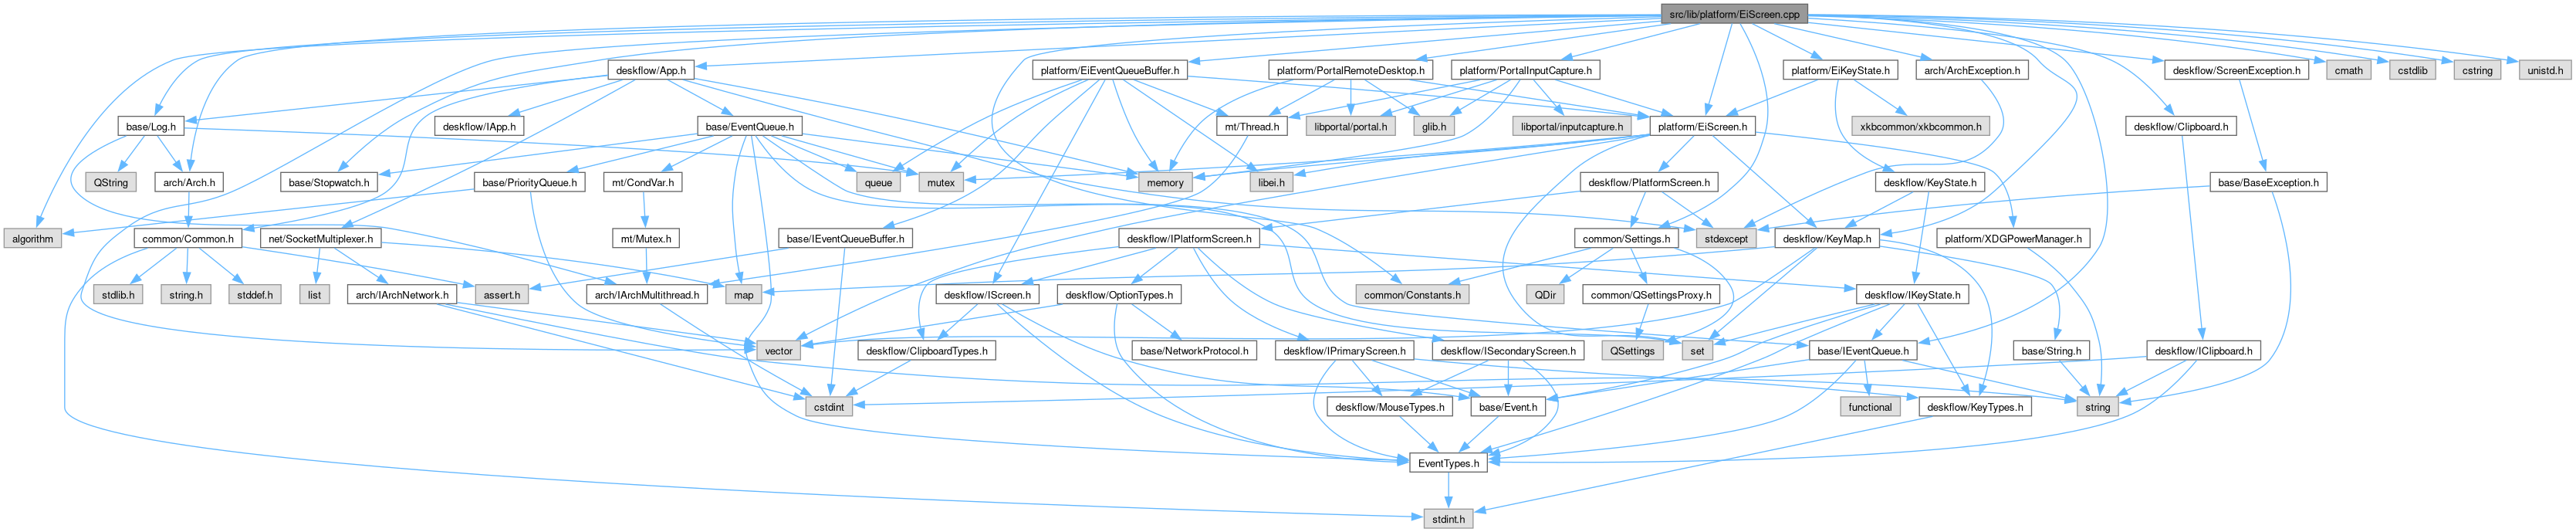 src/lib/platform/EiScreen.cpp
deskflow/App.h
platform/EiEventQueueBuffer.h
platform/PortalRemoteDesktop.h
platform/PortalInputCapture.h
platform/EiKeyState.h
arch/ArchException.h
deskflow/ScreenException.h
cmath
cstdlib
cstring
unistd.h
base/Log.h
deskflow/IApp.h
base/EventQueue.h
mt/Thread.h
libportal/portal.h
glib.h
libportal/inputcapture.h
platform/EiScreen.h
xkbcommon/xkbcommon.h
deskflow/Clipboard.h
QString
arch/Arch.h
base/Stopwatch.h
base/PriorityQueue.h
mt/CondVar.h
queue
mutex
memory
libei.h
deskflow/PlatformScreen.h
deskflow/KeyState.h
base/BaseException.h
algorithm
common/Common.h
net/SocketMultiplexer.h
mt/Mutex.h
base/IEventQueueBuffer.h
deskflow/IPlatformScreen.h
common/Settings.h
stdexcept
deskflow/KeyMap.h
platform/XDGPowerManager.h
stdlib.h
string.h
stddef.h
list
arch/IArchNetwork.h
assert.h
arch/IArchMultithread.h
map
deskflow/IScreen.h
deskflow/OptionTypes.h
common/Constants.h
QDir
common/QSettingsProxy.h
deskflow/IKeyState.h
vector
deskflow/ClipboardTypes.h
base/NetworkProtocol.h
deskflow/IPrimaryScreen.h
deskflow/ISecondaryScreen.h
QSettings
set
base/IEventQueue.h
base/String.h
deskflow/IClipboard.h
cstdint
deskflow/MouseTypes.h
base/Event.h
functional
deskflow/KeyTypes.h
string
EventTypes.h
stdint.h